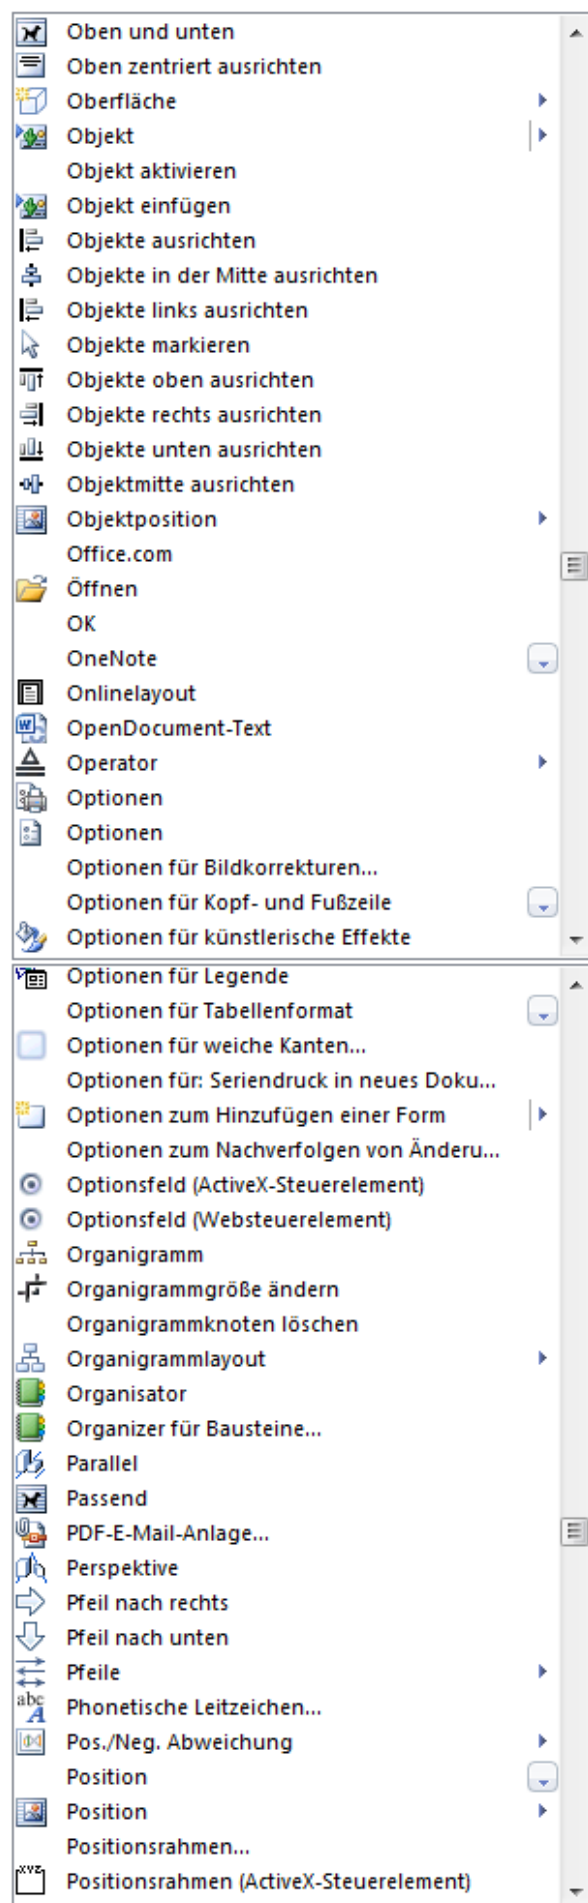 Oben und unten
Oben zentriert ausrichten
Oberfläche
Objekt
Objekt aktivieren
Objekt einfügen
Objekte ausrichten
Objekte in der Mitte ausrichten
Objekte links ausrichten
Objekte markieren
Objekte oben ausrichten
Objekte rechts ausrichten
Objekte unten ausrichten
Objektmitte ausrichten
Objektposition
Office.com
Öffnen
OK
OneNote
Onlinelayout
OpenDocument-Text
Operator
Optionen
Optionen
Optionen für Bildkorrekturen...
Optionen für Kopf- und Fußzeile
Optionen für künstlerische Effekte
Optionen für Legende
Optionen für Tabellenformat
Optionen für weiche Kanten...
Optionen für: Seriendruck in neues Doku...
Optionen zum Hinzufügen einer Form
Optionen zum Nachverfolgen von Änderu...
Optionsfeld (ActiveX-Steuerelement)
Optionsfeld (Websteuerelement)
Organigramm
Organigrammgröße ändern
Organigrammknoten löschen
Organigrammlayout
Organisator
Organizer für Bausteine...
Parallel
Passend
PDF-E-Mail-Anlage...
Perspektive
Pfeil nach rechts
Pfeil nach unten
Pfeile
abc A Phonetische Leitzeichen...
Pos./Neg. Abweichung
Position
Position
Positionsrahmen...
XYZ Positionsrahmen (ActiveX-Steuerelement)